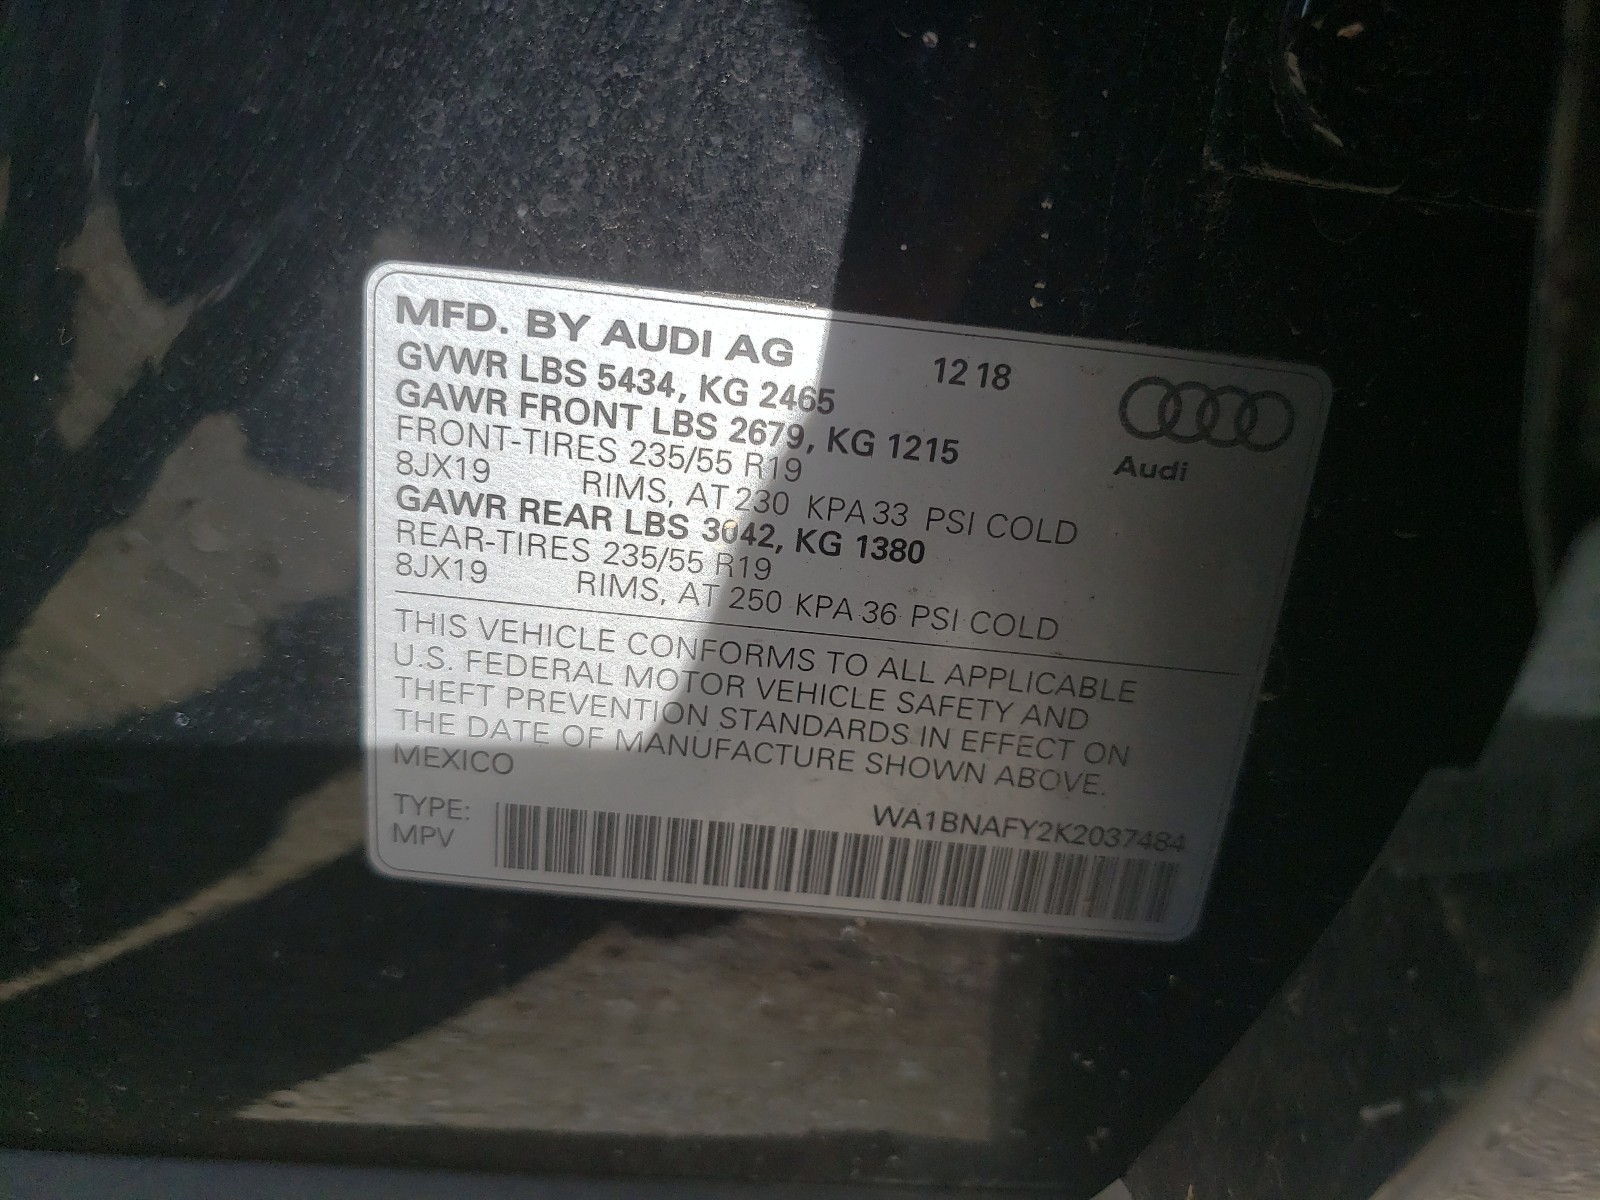 MFD. BY AUDI AG 12 18
GVWR LBS 5434, KG 2465
GAWR FRONT LBS 2679, KG 1215
FRONT-TIRES 235/55 R19
8JX19 RIMS, AT 230 KPA 33 PSI COLD
GAWR REAR LBS 3042, KG 1380
REAR-TIRES 235/55 R19
8JX19 RIMS, AT 250 KPA 36 PSI COLD
Audi
THIS VEHICLE CONFORMS TO ALL APPLICABLE
U.S. FEDERAL MOTOR VEHICLE SAFETY AND
THEFT PREVENTION STANDARDS IN EFFECT ON
THE DATE OF MANUFACTURE SHOWN ABOVE.
MEXICO
TYPE: WA1BNAFY2K2037484
MPV